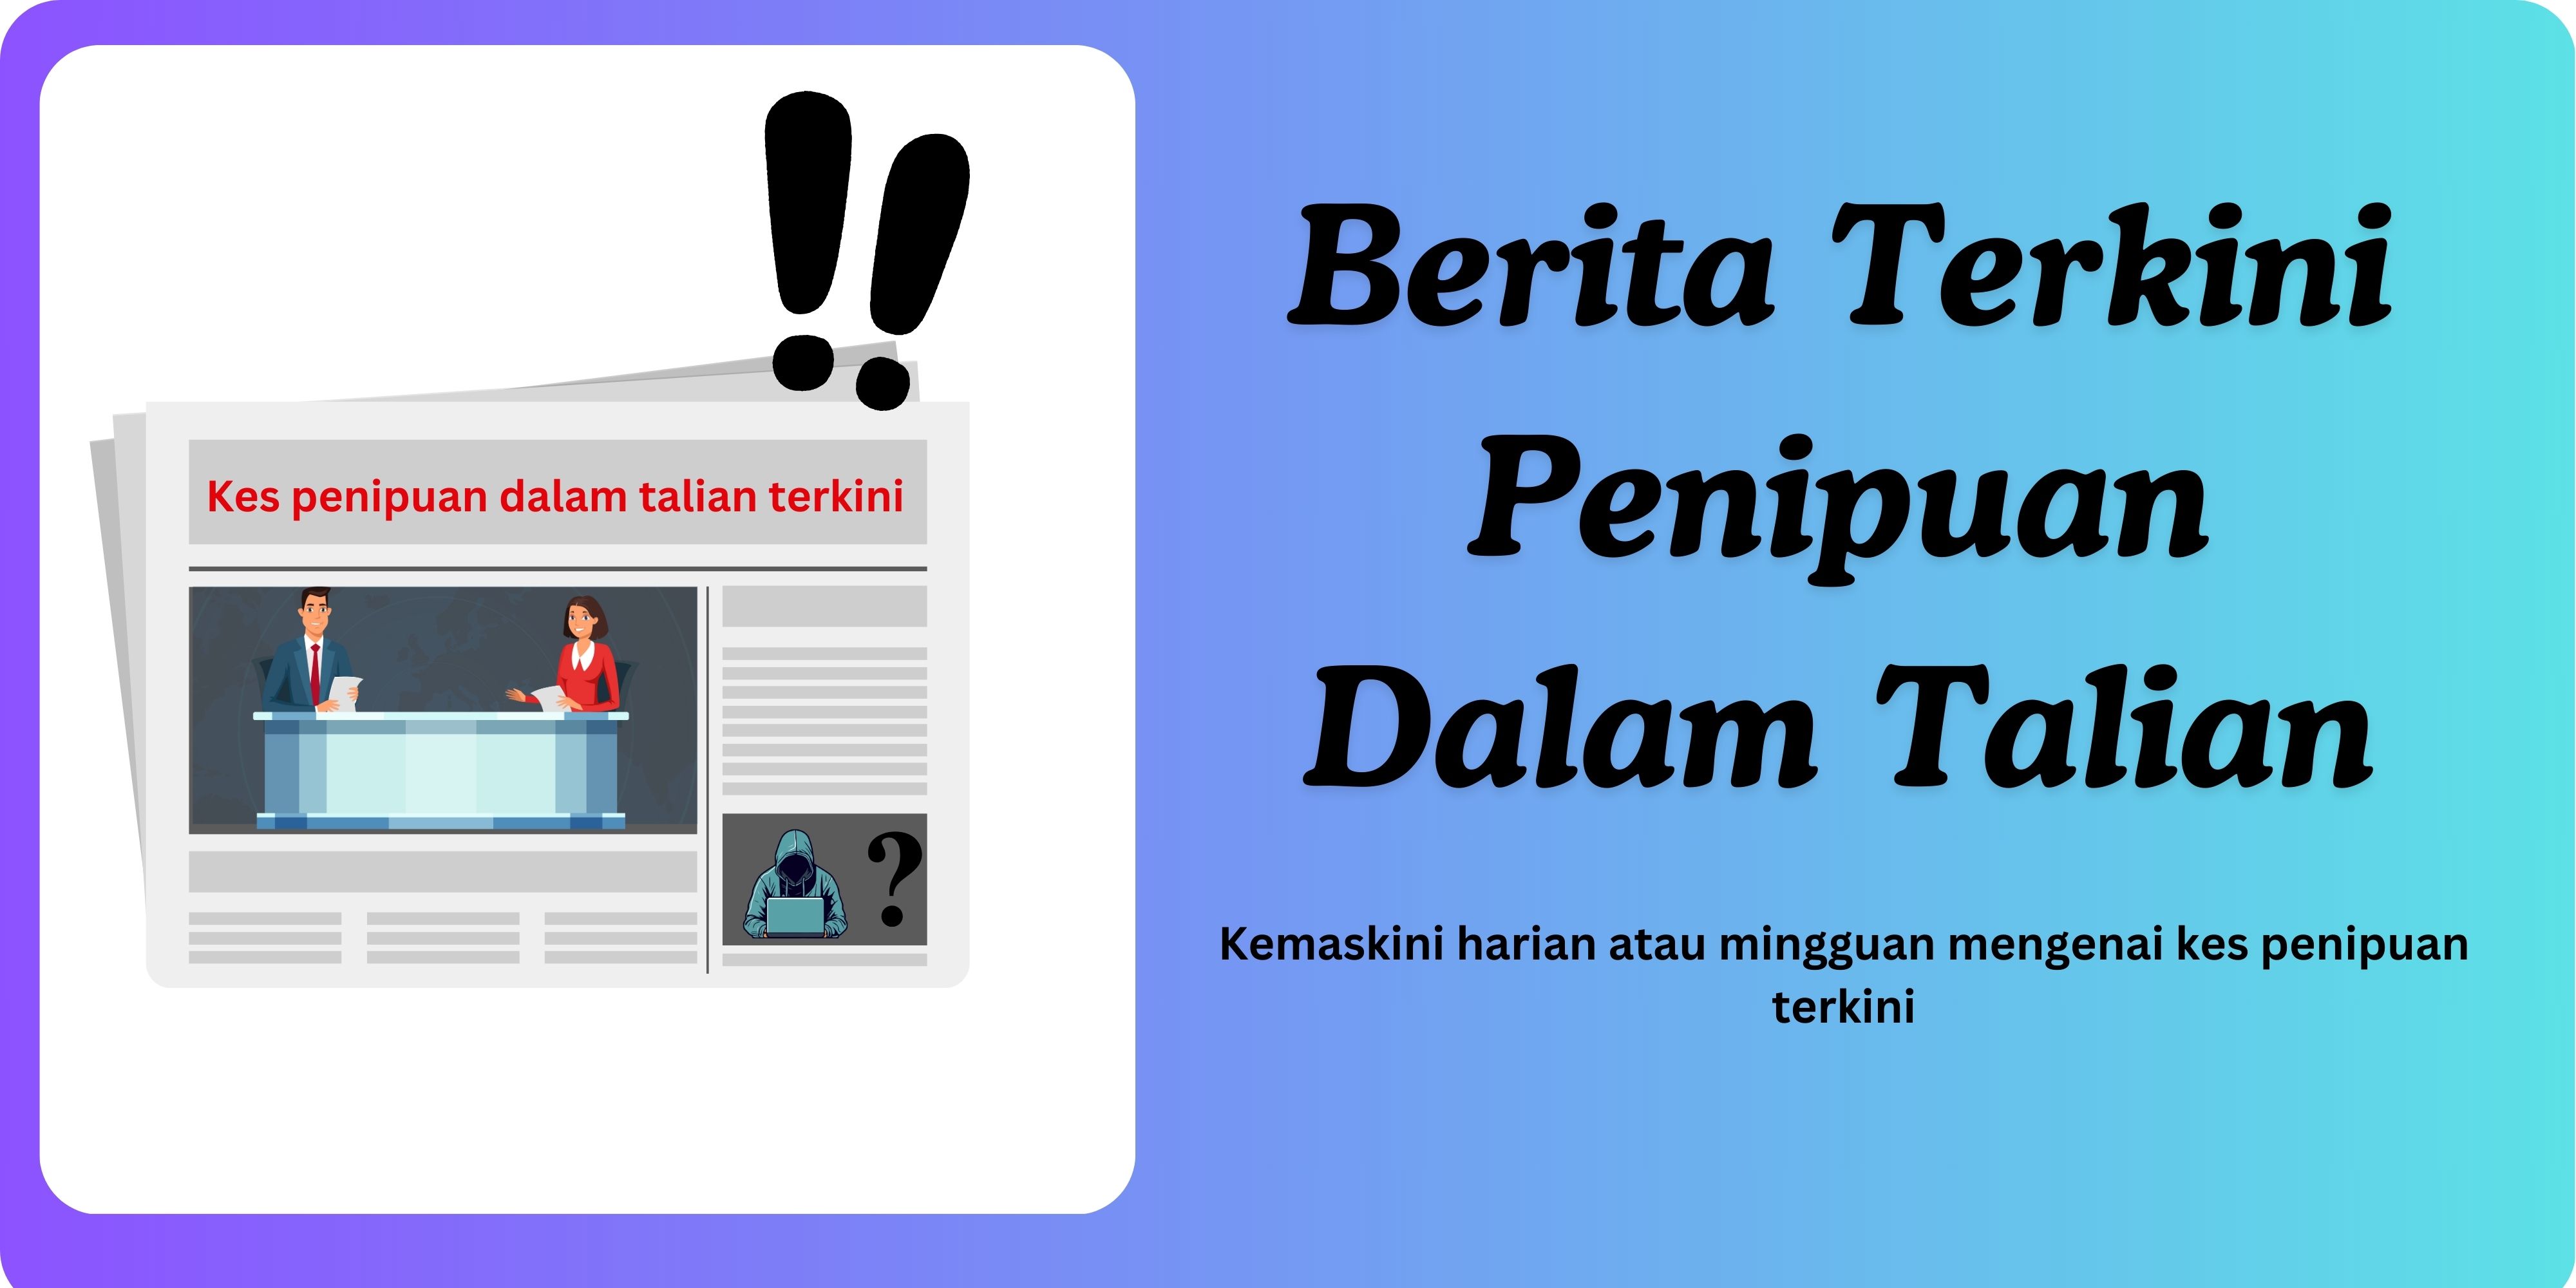 Kes penipuan dalam talian terkini
?
Berita Terkini
Penipuan
Dalam Talian
Kemaskini harian atau mingguan mengenai kes penipuan
terkini